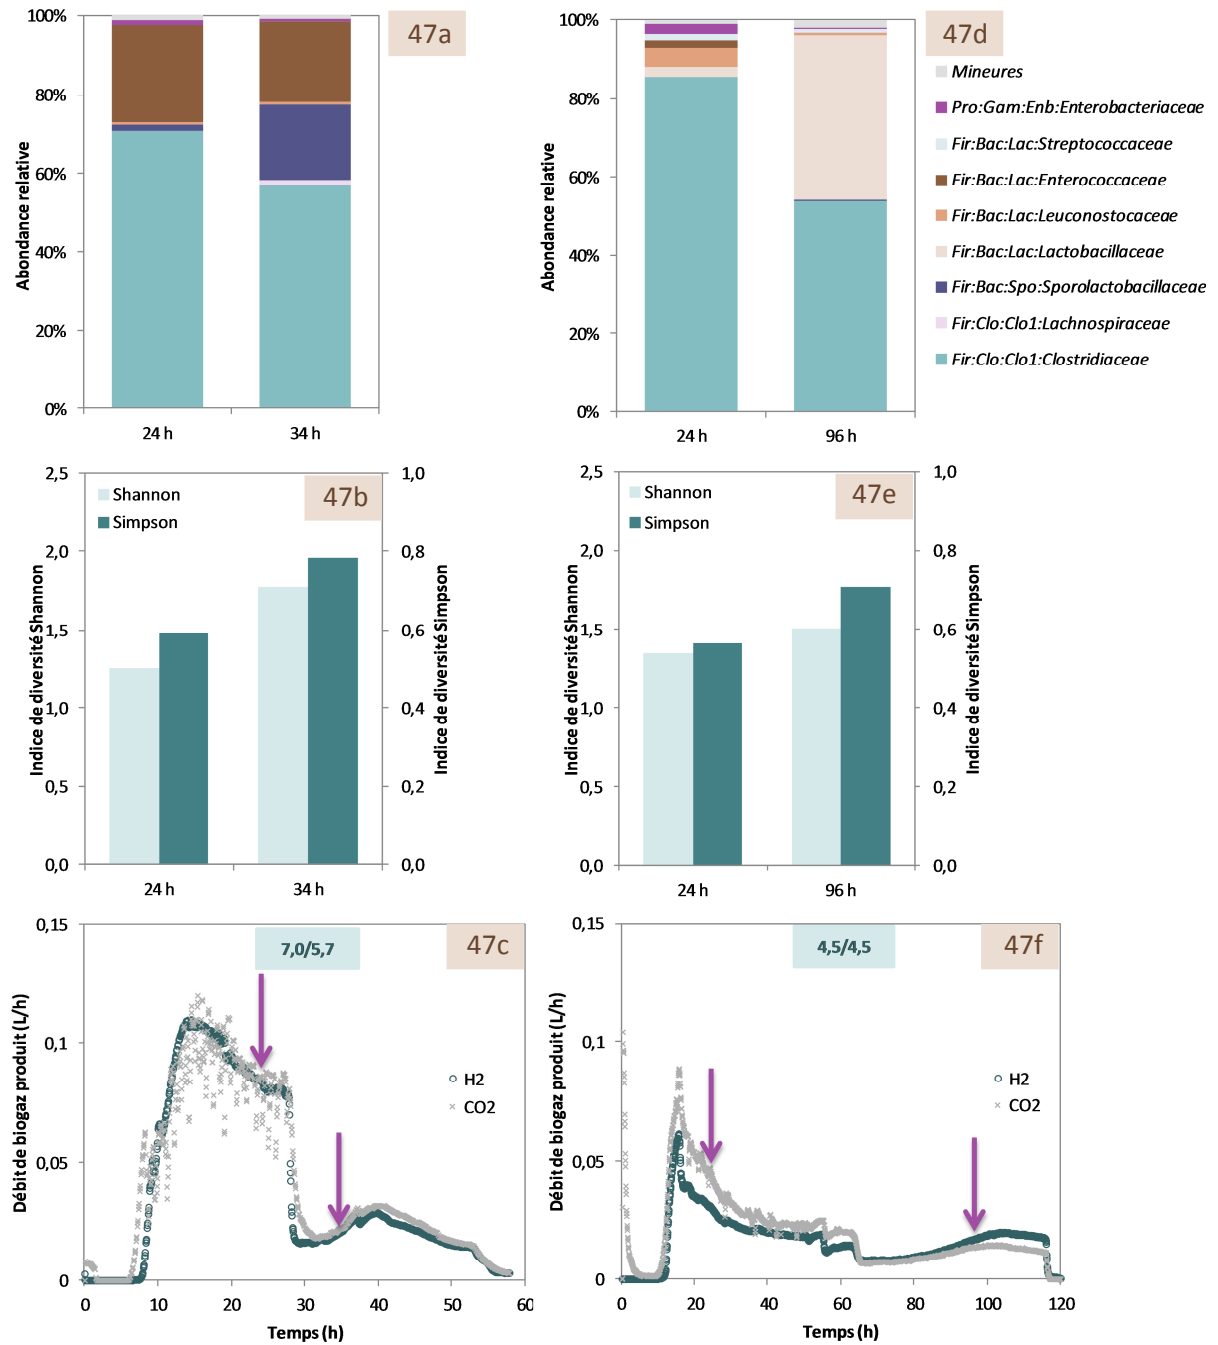 47a
100%
80%
60%
40%
20%
0%
Abondance relative
24 h
34 h
47d
100%
80%
60%
40%
20%
0%
Abondance relative
24 h
96 h
Mineures
Pro:Gam:Enb:Enterobacteriaceae
Fir:Bac:Lac:Streptococcaceae
Fir:Bac:Lac:Enterococcaceae
Fir:Bac:Lac:Leuconostocaceae
Fir:Bac:Lac:Lactobacillaceae
Fir:Bac:Spo:Sporolactobacillaceae
Fir:Clo:Clo1:Lachnospiraceae
Fir:Clo:Clo1:Clostridiaceae
47b
Shannon
Simpson
2,5
2,0
1,5
1,0
0,5
0,0
Indice de diversité Shannon
1,0
0,8
0,6
0,4
0,2
0,0
Indice de diversité Simpson
24 h
34 h
47e
Shannon
Simpson
2,5
2,0
1,5
1,0
0,5
0,0
Indice de diversité Shannon
1,0
0,8
0,6
0,4
0,2
0,0
Indice de diversité Simpson
24 h
96 h
47c
7,0/5,7
0,15
0,1
0,05
0
Débit de biogaz produit (L/h)
H2
CO2
0
10
20
30
40
50
60
Temps (h)
47f
4,5/4,5
0,15
0,1
0,05
0
Débit de biogaz produit (L/h)
H2
CO2
0
20
40
60
80
100
120
Temps (h)